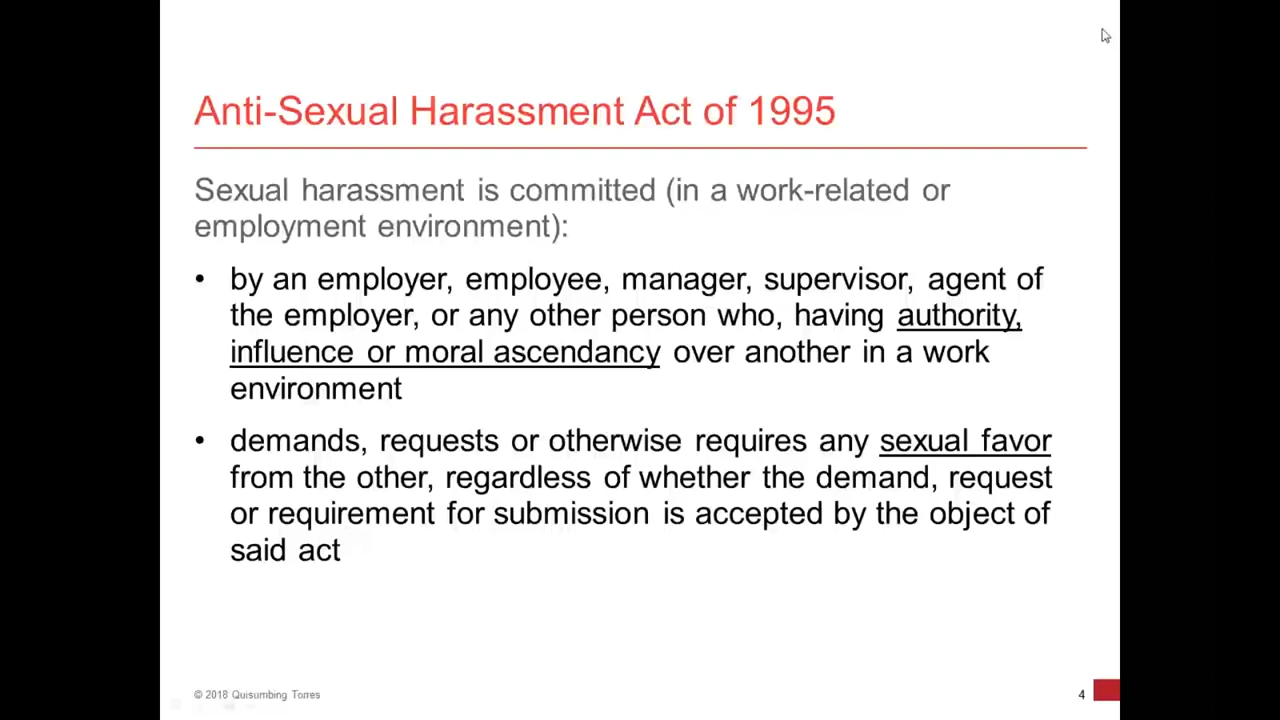 Anti-Sexual Harassment Act of 1995
Sexual harassment is committed (in a work-related or
employment environment):
• by an employer, employee, manager, supervisor, agent of
the employer, or any other person who, having authority,
influence or moral ascendancy over another in a work
environment
• demands, requests or otherwise requires any sexual favor
from the other, regardless of whether the demand, request
or requirement for submission is accepted by the object of
said act
© 2018 Quisumbing Torres
4